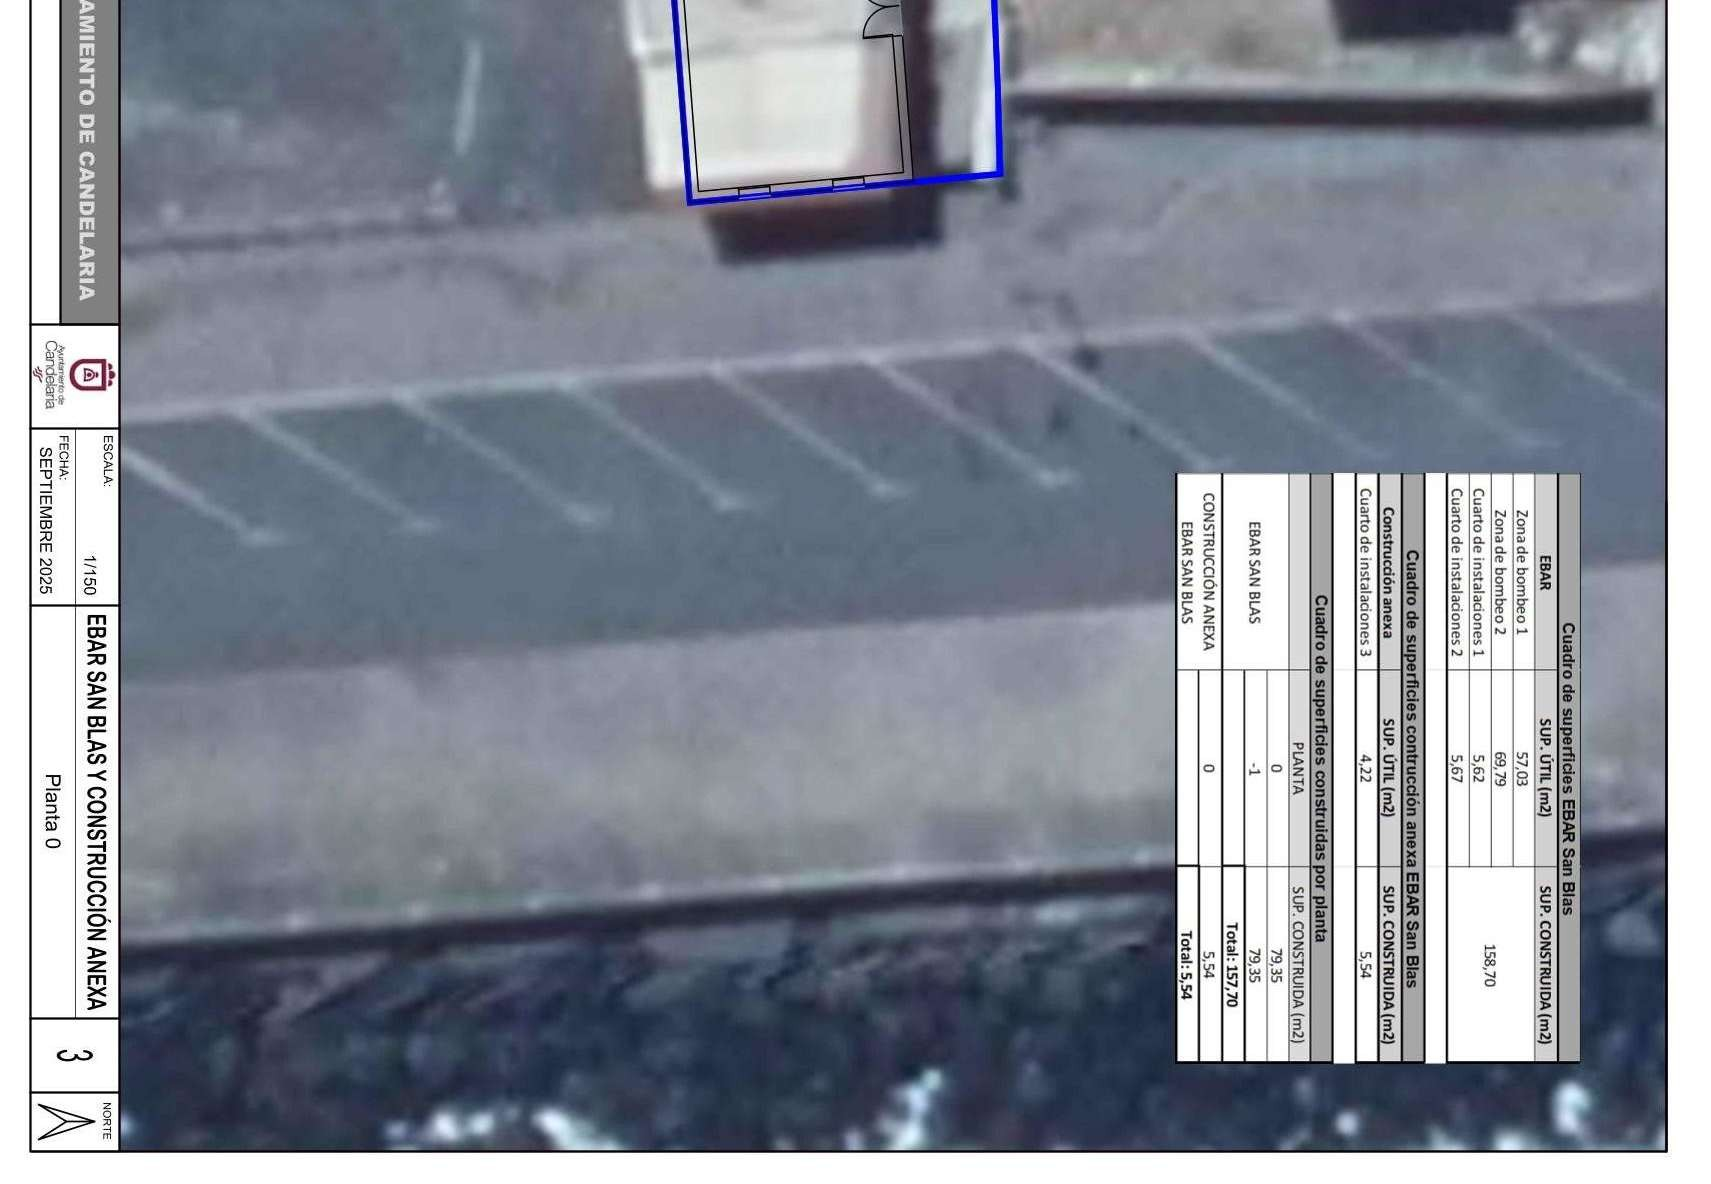 Cuadro de superficies EBAR San Blas
EBAR SUP. ÚTIL (m2) SUP. CONSTRUIDA (m2)
Zona de bombeo 1 57,03
Zona de bombeo 2 69,79 158,70
Cuarto de instalaciones 1 5,62
Cuarto de instalaciones 2 5,67
Cuadro de superficies contrucción anexa EBAR San Blas
Construcción anexa SUP. ÚTIL (m2) SUP. CONSTRUIDA (m2)
Cuarto de instalaciones 3 4,22 5,54
Cuadro de superficies construidas por planta
PLANTA SUP. CONSTRUIDA (m2)
0 79,35
EBAR SAN BLAS -1 79,35
Total: 157,70
CONSTRUCCIÓN ANEXA 0 5,54
EBAR SAN BLAS Total: 5,54
AMIENTO DE CANDELARIA
Ayuntamiento de
Candelaria
ESCALA:
1/150
FECHA:
SEPTIEMBRE 2025
EBAR SAN BLAS Y CONSTRUCCIÓN ANEXA
Planta 0
3
NORTE